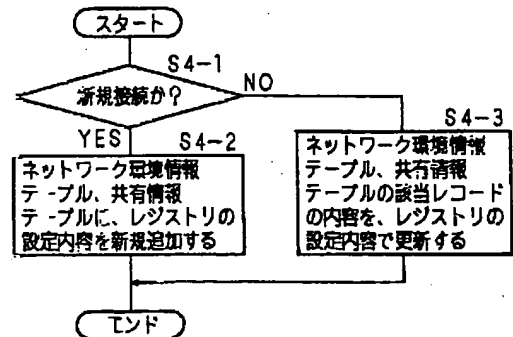 スタート
S4-1
新規接続か?
NO
YES
S4-2
ネットワーク環境情報
テーブル、共有情報
テーブルに、レジストリの
設定内容を新規追加する
S4-3
ネットワーク環境情報
テーブル、共有情報
テーブルの該当レコード
の内容を、レジストリの
設定内容で更新する
エンド